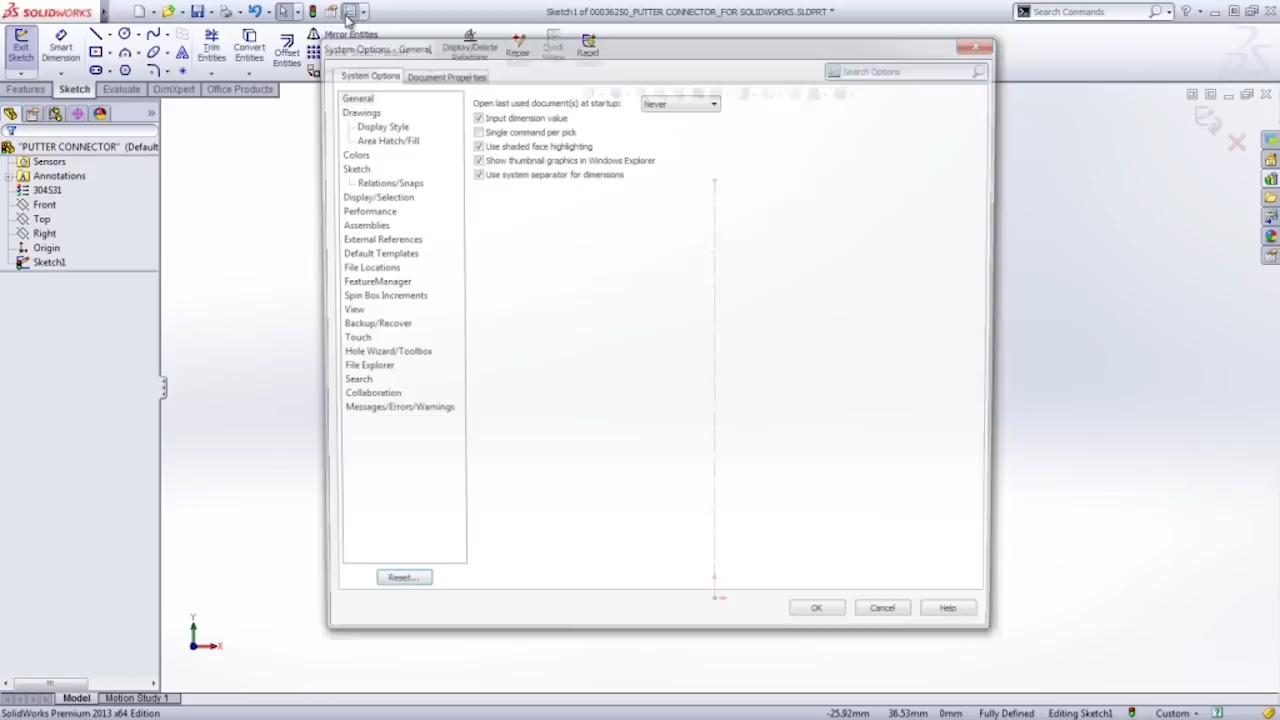 SOLIDWORKS
Sketch1 of 00036250_PUTTER CONNECTOR_FOR SOLIDWORKS.SLDPRT *
Search Commands
Exit Sketch
Smart Dimension
Trim Entities
Convert Entities
Offset Entities
Mirror Entities
Display/Delete Relations
Repair
Quick
Rapid
Features
Sketch
Evaluate
DimXpert
Office Products
"PUTTER CONNECTOR" (Default
Sensors
Annotations
304S31
Front
Top
Right
Origin
Sketch1
System Options - General
System Options
Document Properties
Search Options
General
Drawings
Display Style
Area Hatch/Fill
Colors
Sketch
Relations/Snaps
Display/Selection
Performance
Assemblies
External References
Default Templates
File Locations
FeatureManager
Spin Box Increments
View
Backup/Recover
Touch
Hole Wizard/Toolbox
File Explorer
Search
Collaboration
Messages/Errors/Warnings
Reset...
Open last used document(s) at startup:
Never
Input dimension value
Single command per pick
Use shaded face highlighting
Show thumbnail graphics in Windows Explorer
Use system separator for dimensions
OK
Cancel
Help
Y
X
Model
Motion Study 1
SolidWorks Premium 2013 x64 Edition
-25.92mm
36.53mm
0mm
Fully Defined
Editing Sketch1
Custom